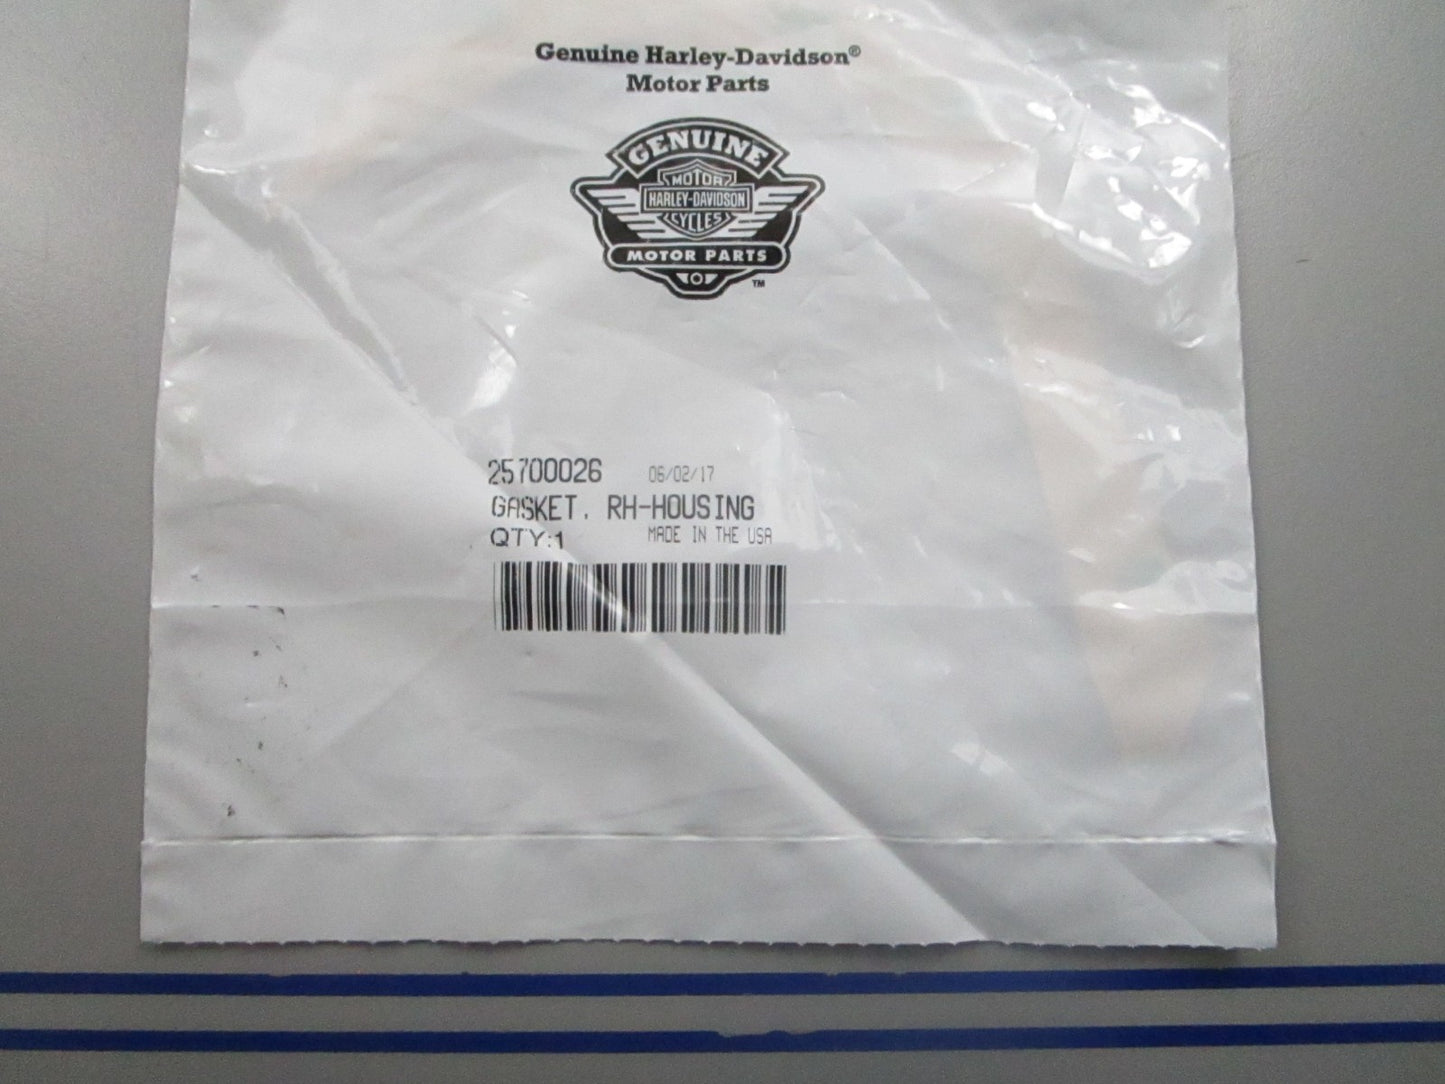 Genuine Harley-Davidson®
Motor Parts
GENUINE
MOTOR
HARLEY-DAVIDSON
CYCLES
MOTOR PARTS
TM
25700026 06/02/17
GASKET. RH-HOUSING
QTY:1 MADE IN THE USA